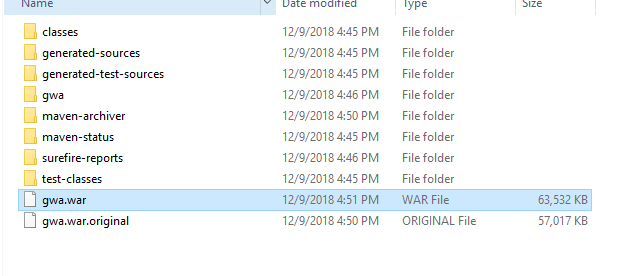 Name Date modified Type Size
classes 12/9/2018 4:45 PM File folder
generated-sources 12/9/2018 4:45 PM File folder
generated-test-sources 12/9/2018 4:45 PM File folder
gwa 12/9/2018 4:46 PM File folder
maven-archiver 12/9/2018 4:50 PM File folder
maven-status 12/9/2018 4:45 PM File folder
surefire-reports 12/9/2018 4:46 PM File folder
test-classes 12/9/2018 4:45 PM File folder
gwa.war 12/9/2018 4:51 PM WAR File 63,532 KB
gwa.war.original 12/9/2018 4:50 PM ORIGINAL File 57,017 KB